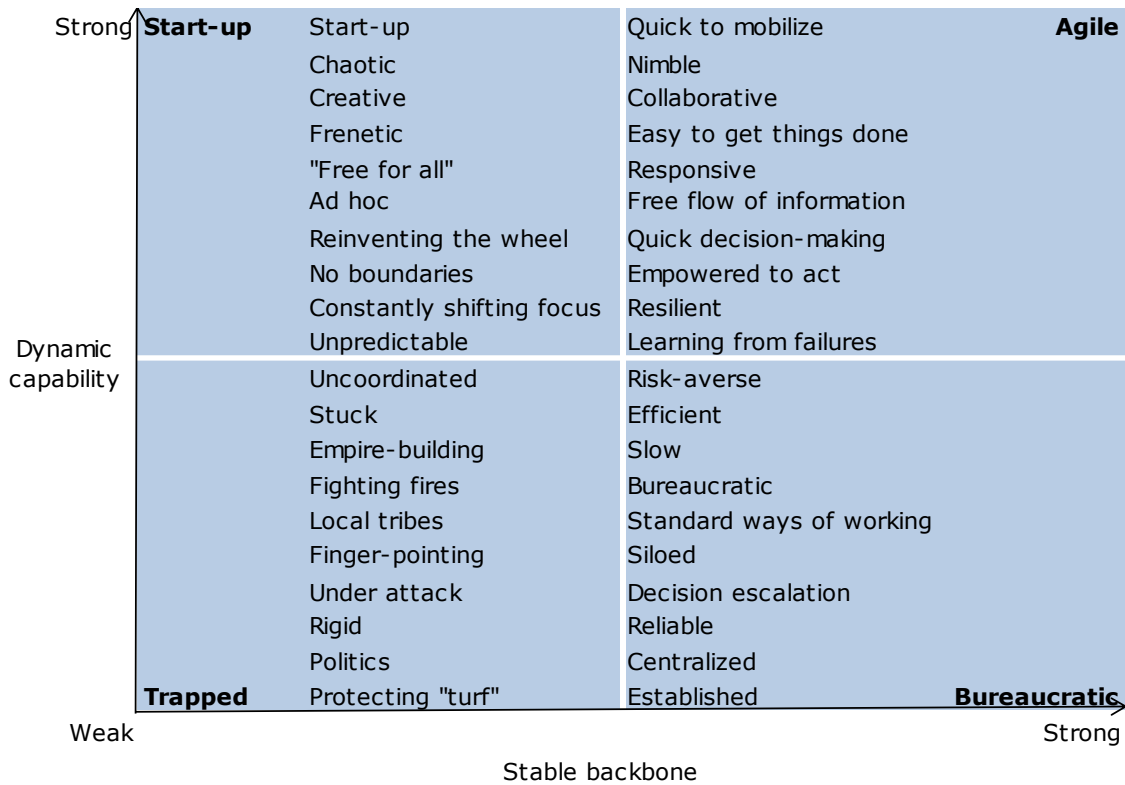 Strong Start-up Start-up Quick to mobilize Agile
Chaotic Nimble
Creative Collaborative
Frenetic Easy to get things done
"Free for all" Responsive
Ad hoc Free flow of information
Reinventing the wheel Quick decision-making
No boundaries Empowered to act
Constantly shifting focus Resilient
Unpredictable Learning from failures
Dynamic
capability
Uncoordinated Risk-averse
Stuck Efficient
Empire-building Slow
Fighting fires Bureaucratic
Local tribes Standard ways of working
Finger-pointing Siloed
Under attack Decision escalation
Rigid Reliable
Politics Centralized
Trapped Protecting "turf" Established Bureaucratic
Weak Strong
Stable backbone